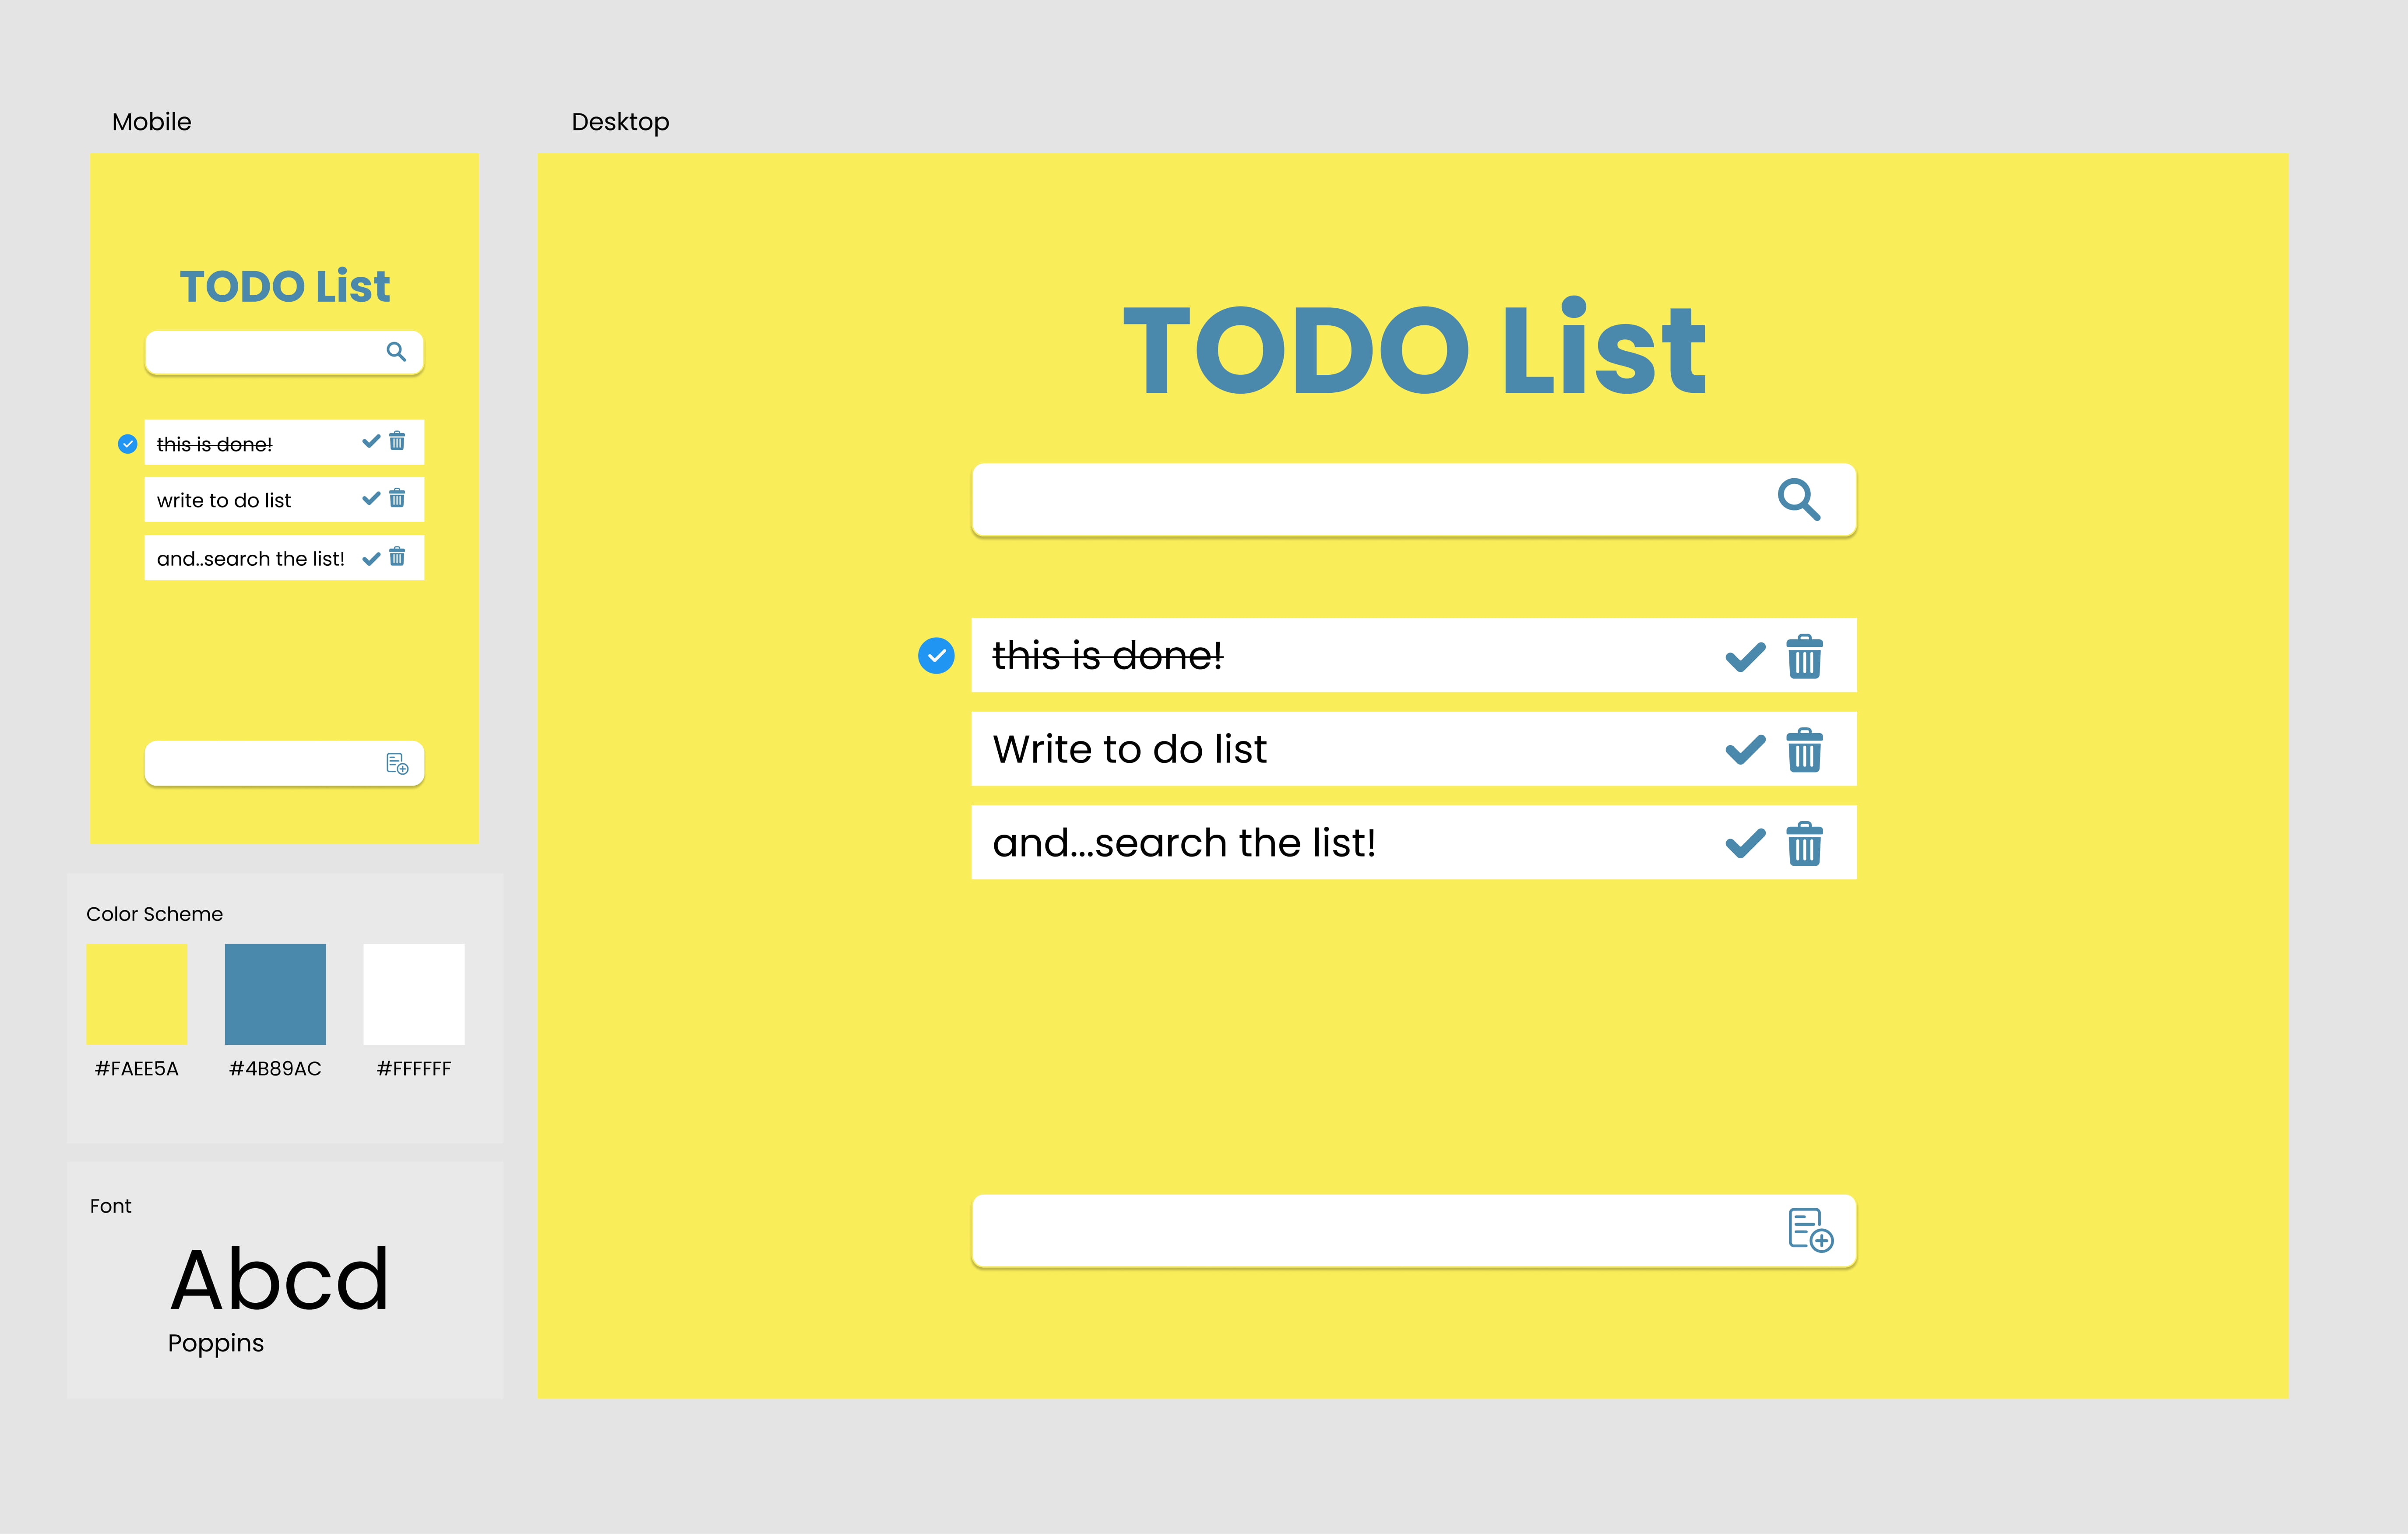 Mobile
TODO List
this is done!
write to do list
and..search the list!
Color Scheme
#FAEE5A
#4B89AC
#FFFFFF
Font
Abcd
Poppins
Desktop
TODO List
this is done!
Write to do list
and...search the list!